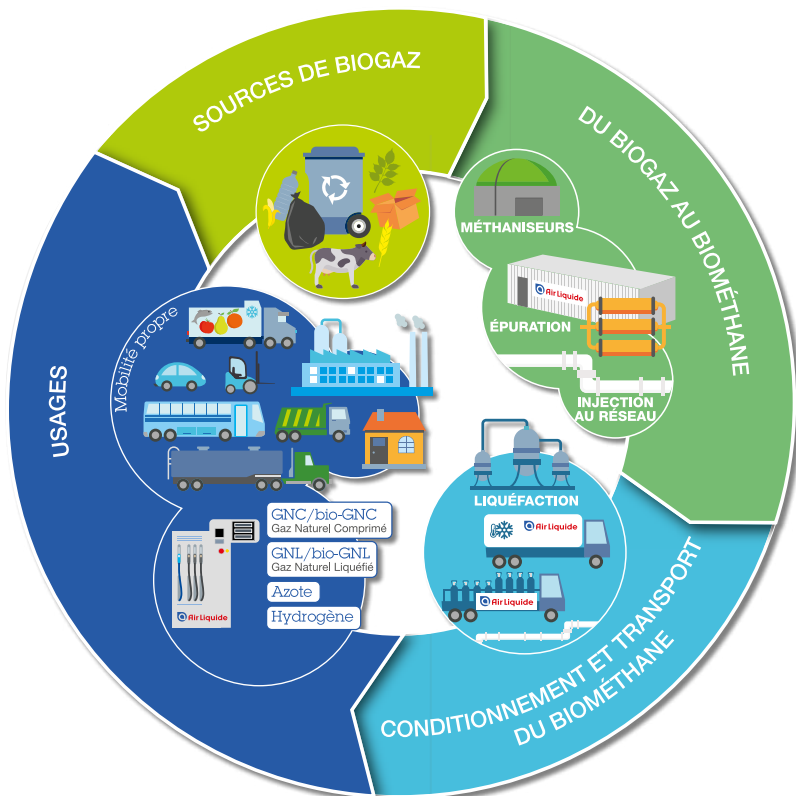 SOURCES DE BIOGAZ
DU BIOGAZ AU BIOMÉTHANE
MÉTHANISEURS
Air Liquide
ÉPURATION
INJECTION
AU RÉSEAU
CONDITIONNEMENT ET TRANSPORT
DU BIOMÉTHANE
LIQUÉFACTION
Air Liquide
Air Liquide
USAGES
Mobilité propre
GNC/bio-GNC
Gaz Naturel Comprimé
GNL/bio-GNL
Gaz Naturel Liquéfié
Azote
Hydrogène
Air Liquide